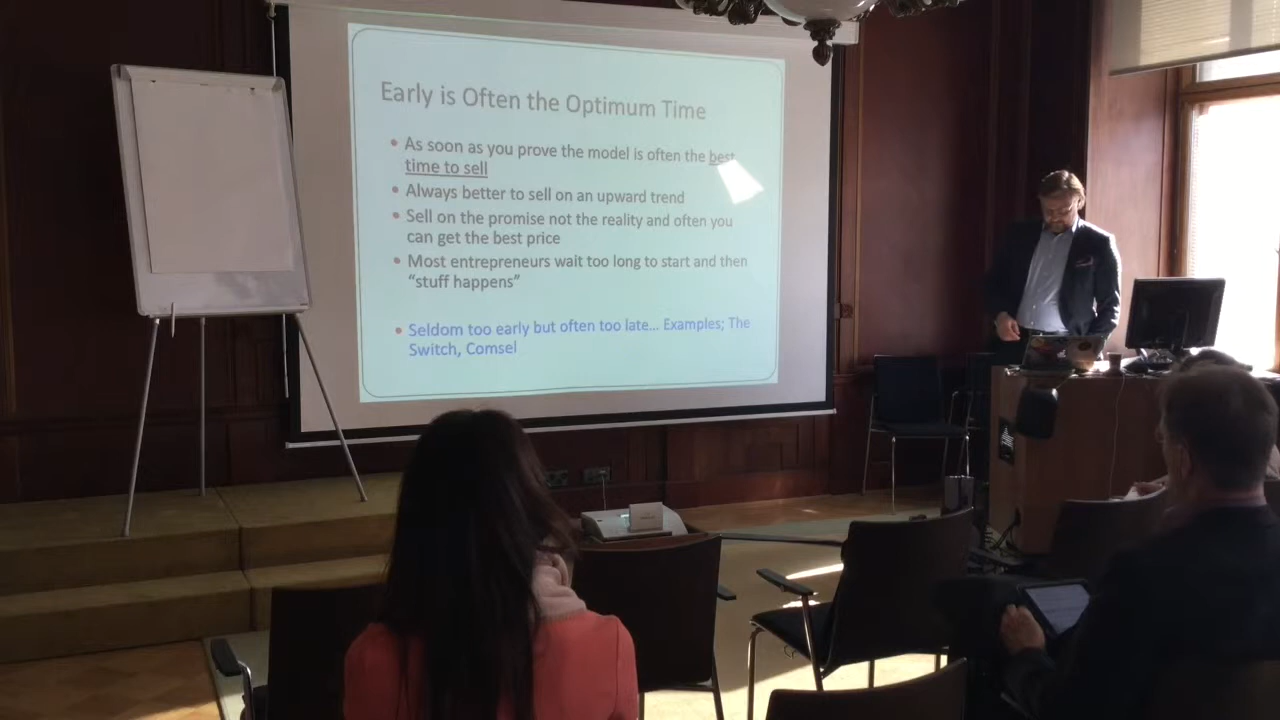 Early is Often the Optimum Time
• As soon as you prove the model is often the best
time to sell
• Always better to sell on an upward trend
• Sell on the promise not the reality and often you
can get the best price
• Most entrepreneurs wait too long to start and then
“stuff happens”
• Seldom too early but often too late... Examples; The
Switch, Comsel